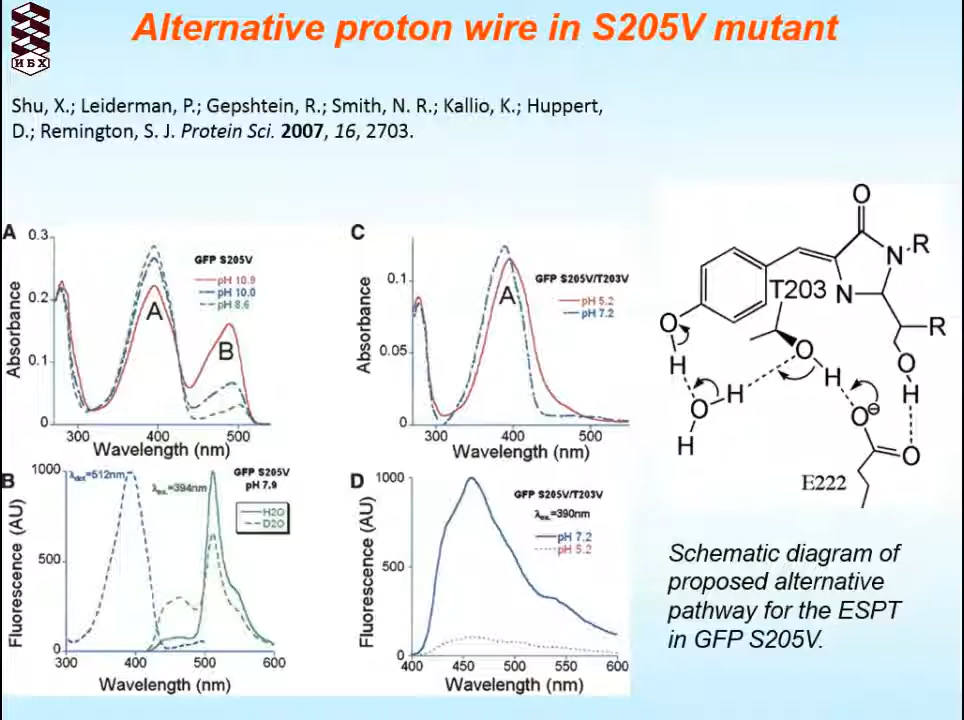 ИБХ
Alternative proton wire in S205V mutant
Shu, X.; Leiderman, P.; Gepshtein, R.; Smith, N. R.; Kallio, K.; Huppert,
D.; Remington, S. J. Protein Sci. 2007, 16, 2703.
A
0.3
0.2
0.1
0
Absorbance
GFP S205V
pH 10.9
pH 10.0
pH 8.6
A
B
300
400
500
Wavelength (nm)
C
0.1
0.05
0
Absorbance
GFP S205V/T203V
pH 5.2
pH 7.2
A
300
400
500
Wavelength (nm)
B
1000
500
0
Fluorescence (AU)
λdet.=512nm
λex.=394nm
GFP S205V
pH 7.9
H2O
D2O
300
400
500
600
Wavelength (nm)
D
1000
500
0
Fluorescence (AU)
GFP S205V/T203V
λex.=390nm
pH 7.2
pH 5.2
400
450
500
550
600
Wavelength (nm)
O
N
R
T203
N
R
O
H
O
H
O
H
O
H
H
O⊖
O
H
E222
Schematic diagram of
proposed alternative
pathway for the ESPT
in GFP S205V.